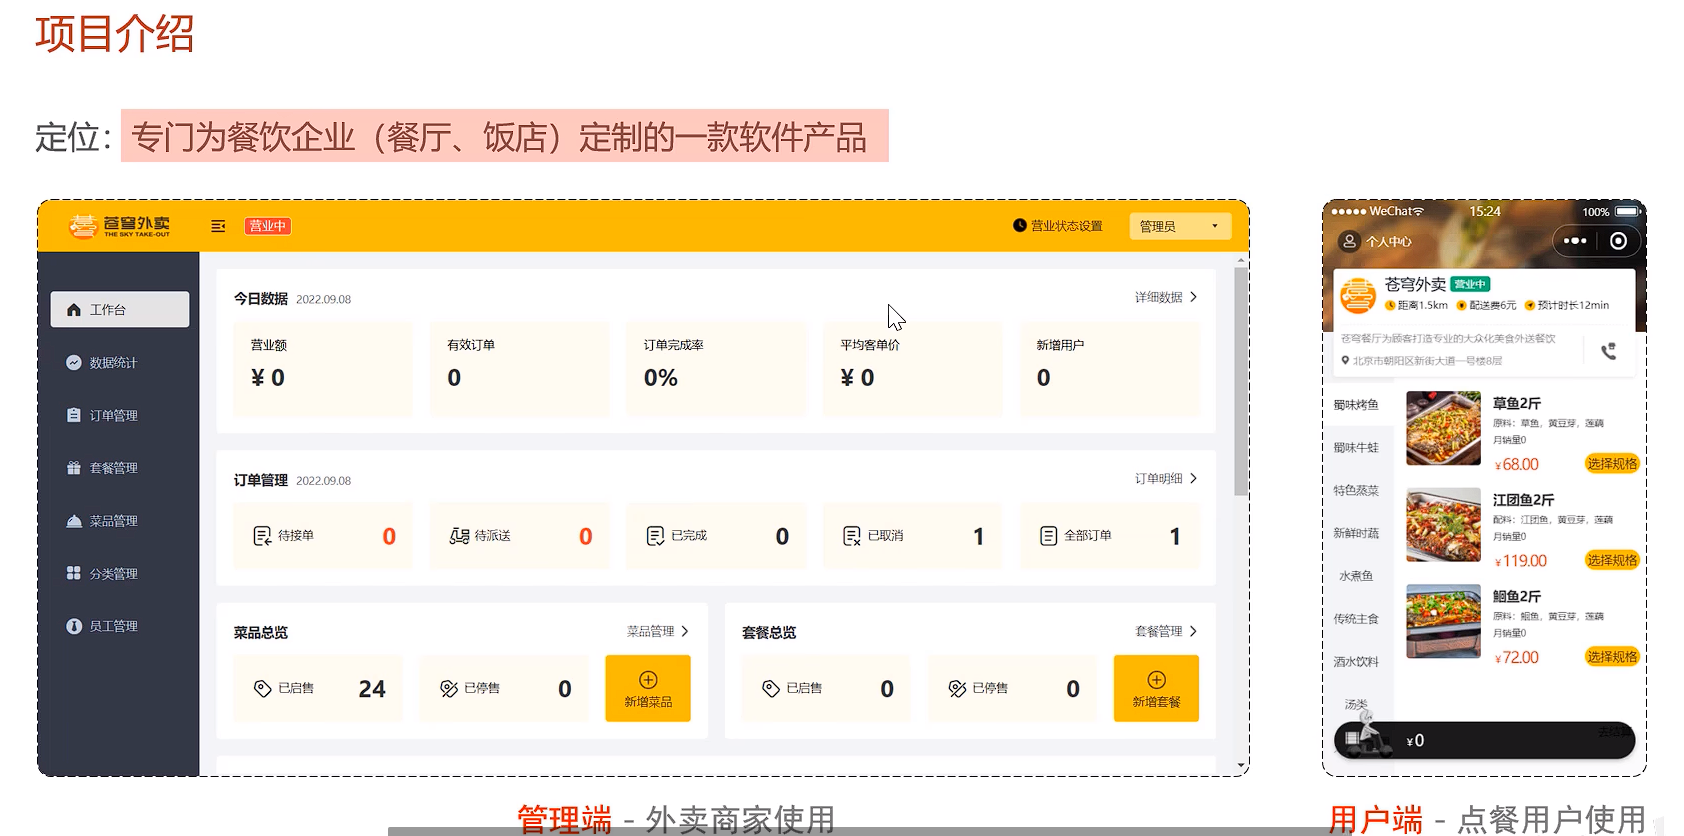 项目介绍
定位：专门为餐饮企业（餐厅、饭店）定制的一款软件产品
苍穹外卖
THE SKY TAKE-OUT
营业中
营业状态设置
管理员
工作台
数据统计
订单管理
套餐管理
菜品管理
分类管理
员工管理
今日数据 2022.09.08
详细数据
营业额
¥ 0
有效订单
0
订单完成率
0%
平均客单价
¥ 0
新增用户
0
订单管理 2022.09.08
订单明细
待接单 0
待派送 0
已完成 0
已取消 1
全部订单 1
菜品总览
菜品管理
已启售 24
已停售 0
新增菜品
套餐总览
套餐管理
已启售 0
已停售 0
新增套餐
管理端 - 外卖商家使用
WeChat 15:24 100%
个人中心
苍穹外卖 营业中
距离1.5km 配送费6元 预计时长12min
苍穹餐厅为顾客打造专业的大众化美食外送餐饮
北京市朝阳区新街大道一号楼8层
蜀味烤鱼
蜀味牛蛙
特色蒸菜
新鲜时蔬
水煮鱼
传统主食
酒水饮料
汤类
草鱼2斤
原料：草鱼，黄豆芽，莲藕
月销量0
¥68.00
选择规格
江团鱼2斤
配料：江团鱼，黄豆芽，莲藕
月销量0
¥119.00
选择规格
鮰鱼2斤
原料：鮰鱼，黄豆芽，莲藕
月销量0
¥72.00
选择规格
¥0
去结算
用户端 - 点餐用户使用